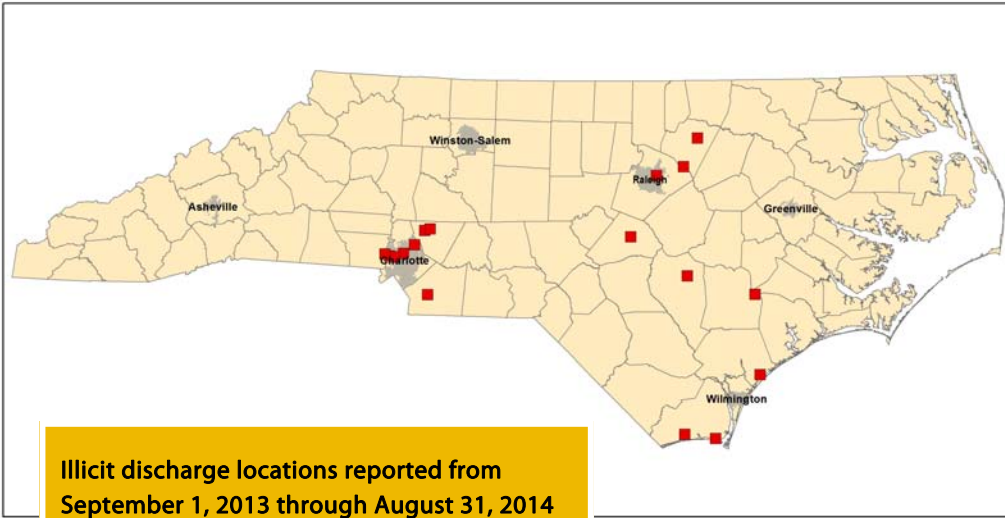 Winston-Salem
Raleigh
Asheville
Greenville
Charlotte
Wilmington
Illicit discharge locations reported from
September 1, 2013 through August 31, 2014